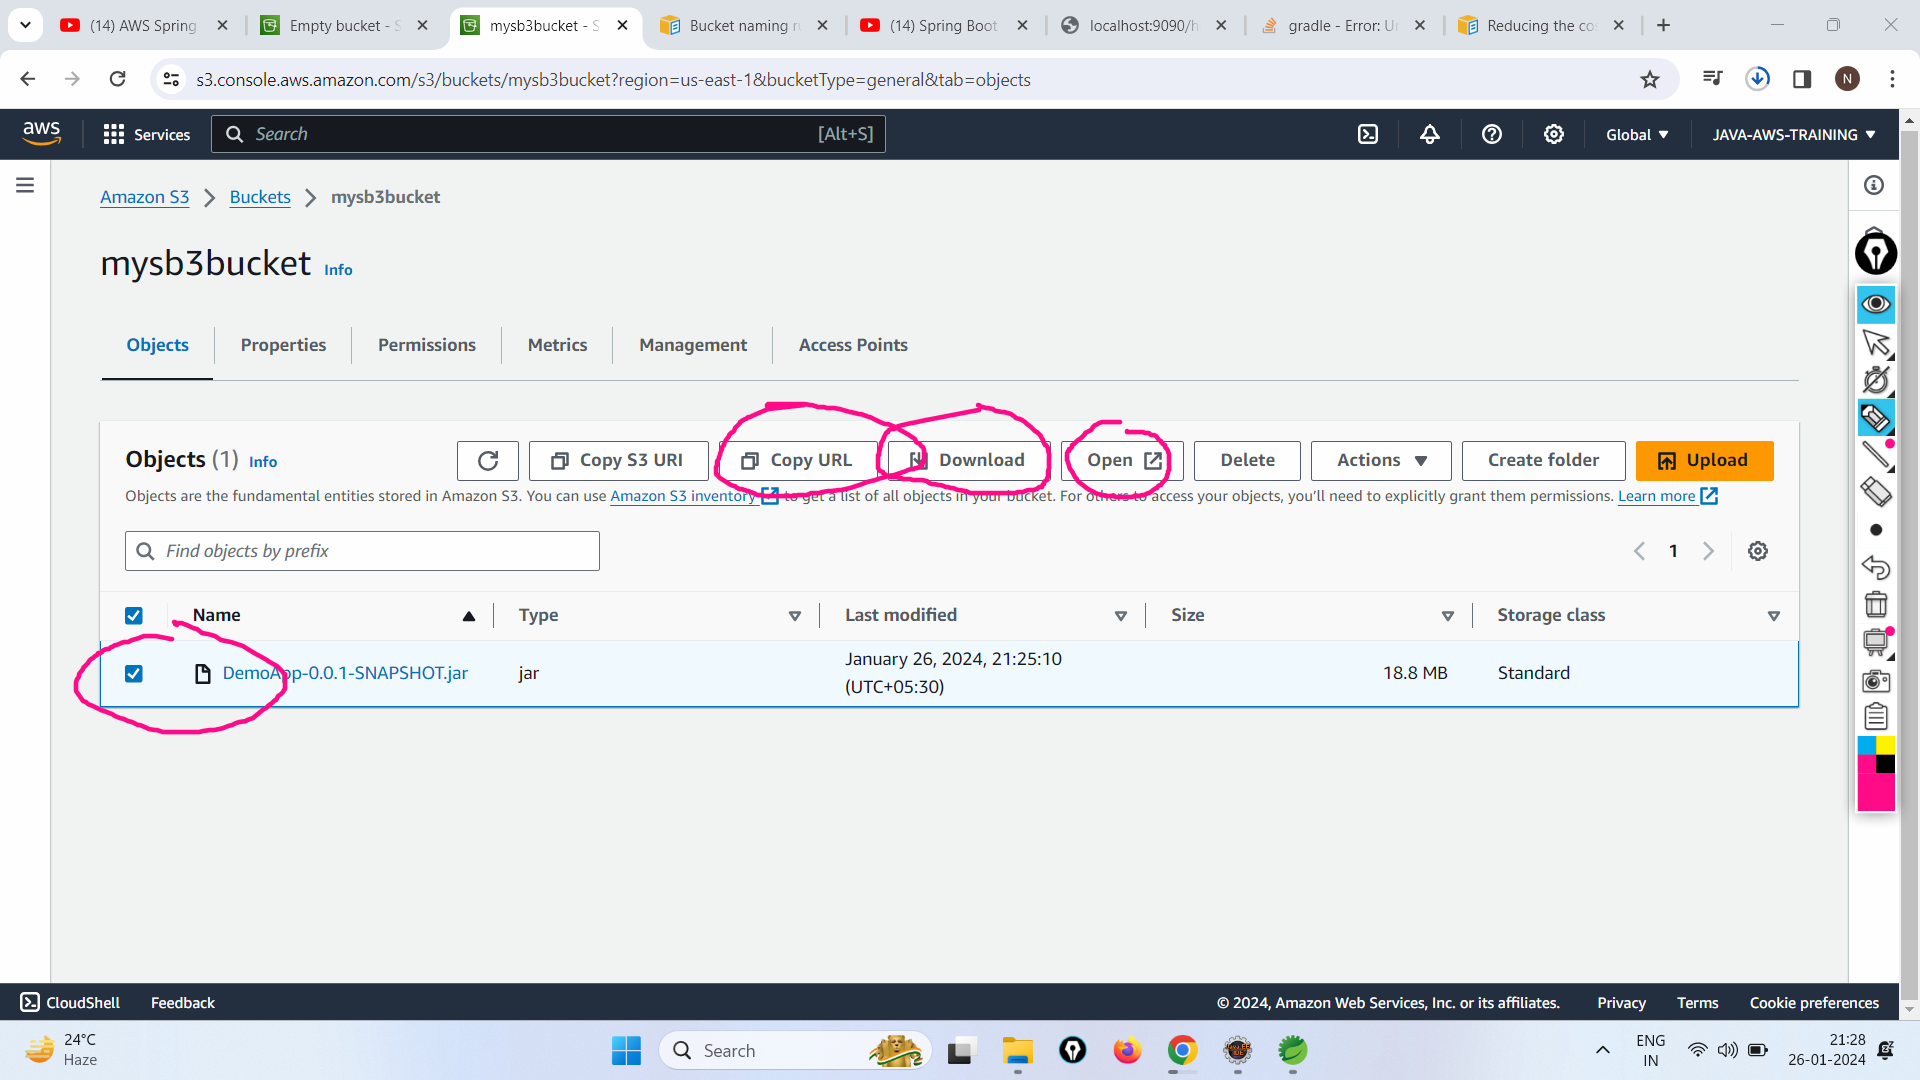 (14) AWS Spring
Empty bucket - S
mysb3bucket - S
Bucket naming ru
(14) Spring Boot
localhost:9090/h
gradle - Error: Un
Reducing the cos
s3.console.aws.amazon.com/s3/buckets/mysb3bucket?region=us-east-1&bucketType=general&tab=objects
N
aws
Services
Search
[Alt+S]
Global
JAVA-AWS-TRAINING
Amazon S3
Buckets
mysb3bucket
mysb3bucket Info
Objects
Properties
Permissions
Metrics
Management
Access Points
Objects (1) Info
Copy S3 URI
Copy URL
Download
Open
Delete
Actions
Create folder
Upload
Objects are the fundamental entities stored in Amazon S3. You can use Amazon S3 inventory to get a list of all objects in your bucket. For others to access your objects, you'll need to explicitly grant them permissions. Learn more
Find objects by prefix
1
Name
Type
Last modified
Size
Storage class
DemoApp-0.0.1-SNAPSHOT.jar
jar
January 26, 2024, 21:25:10
(UTC+05:30)
18.8 MB
Standard
CloudShell
Feedback
© 2024, Amazon Web Services, Inc. or its affiliates.
Privacy
Terms
Cookie preferences
24°C
Haze
Search
ENG
IN
21:28
26-01-2024